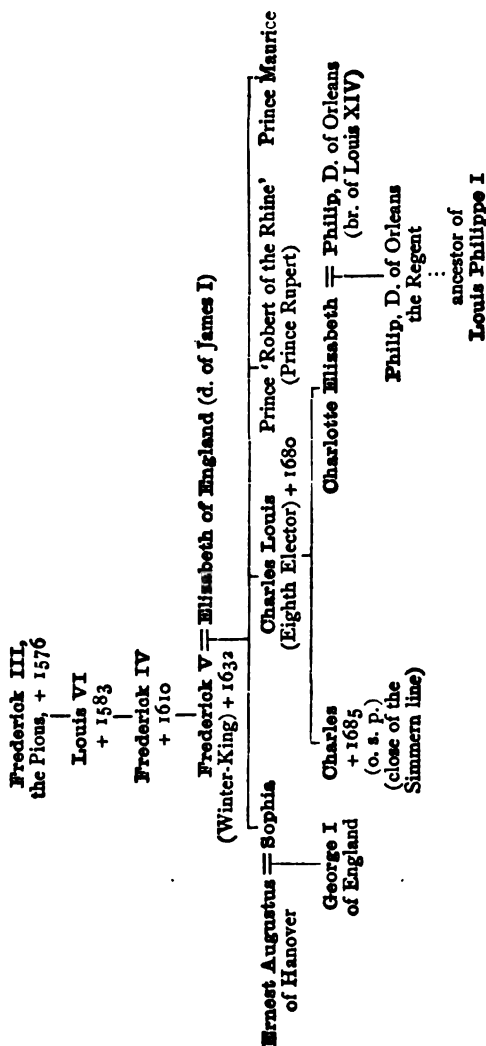 Frederick III,
the Pious, + 1576
Louis VI
+ 1583
Frederick IV
+ 1610
Frederick V = Elizabeth of England (d. of James I)
(Winter-King) + 1632
Ernest Augustus = Sophia
of Hanover
Charles Louis
(Eighth Elector) + 1680
Prince 'Robert of the Rhine'
(Prince Rupert)
Prince Maurice
George I
of England
Charles
+ 1685
(o. s. p.)
(close of the
Simmern line)
Charlotte Elisabeth = Philip, D. of Orleans
(br. of Louis XIV)
Philip, D. of Orleans
the Regent
ancestor of
Louis Philippe I